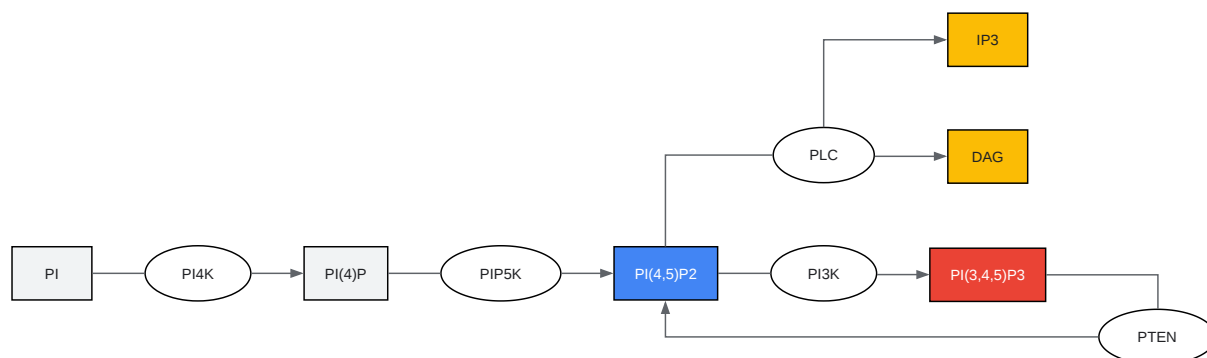 IP3
PLC
DAG
PI
PI4K
PI(4)P
PIP5K
PI(4,5)P2
PI3K
PI(3,4,5)P3
PTEN